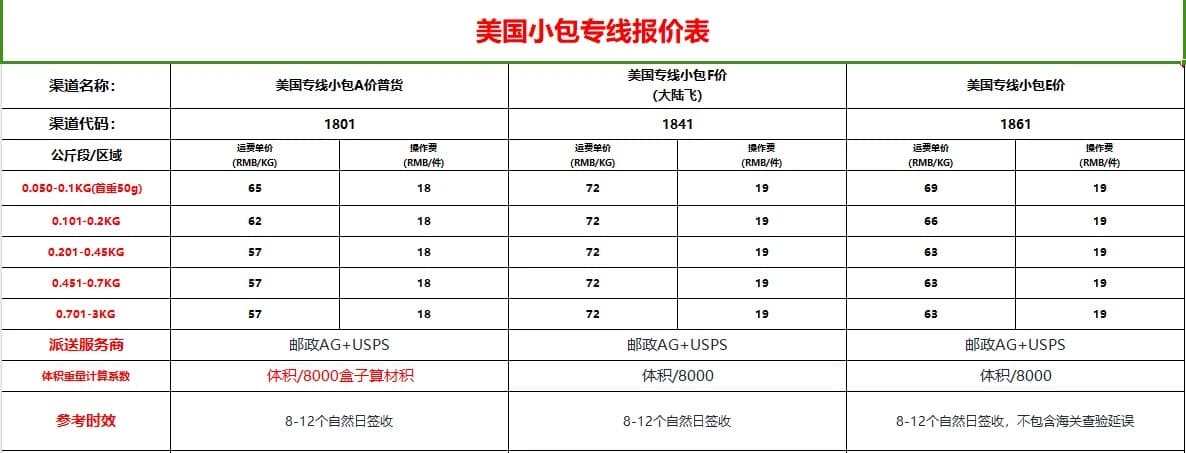 美国小包专线报价表
渠道名称: 美国专线小包A价普货 美国专线小包F价 美国专线小包E价
(大陆飞)
渠道代码: 1801 1841 1861
公斤段/区域 运费单价 操作费 运费单价 操作费 运费单价 操作费
(RMB/KG) (RMB/件) (RMB/KG) (RMB/件) (RMB/KG) (RMB/件)
0.050-0.1KG(首重50g) 65 18 72 19 69 19
0.101-0.2KG 62 18 72 19 66 19
0.201-0.45KG 57 18 72 19 63 19
0.451-0.7KG 57 18 72 19 63 19
0.701-3KG 57 18 72 19 63 19
派送服务商 邮政AG+USPS 邮政AG+USPS 邮政AG+USPS
体积重量计算系数 体积/8000盒子算材积 体积/8000 体积/8000
参考时效 8-12个自然日签收 8-12个自然日签收 8-12个自然日签收，不包含海关查验延误